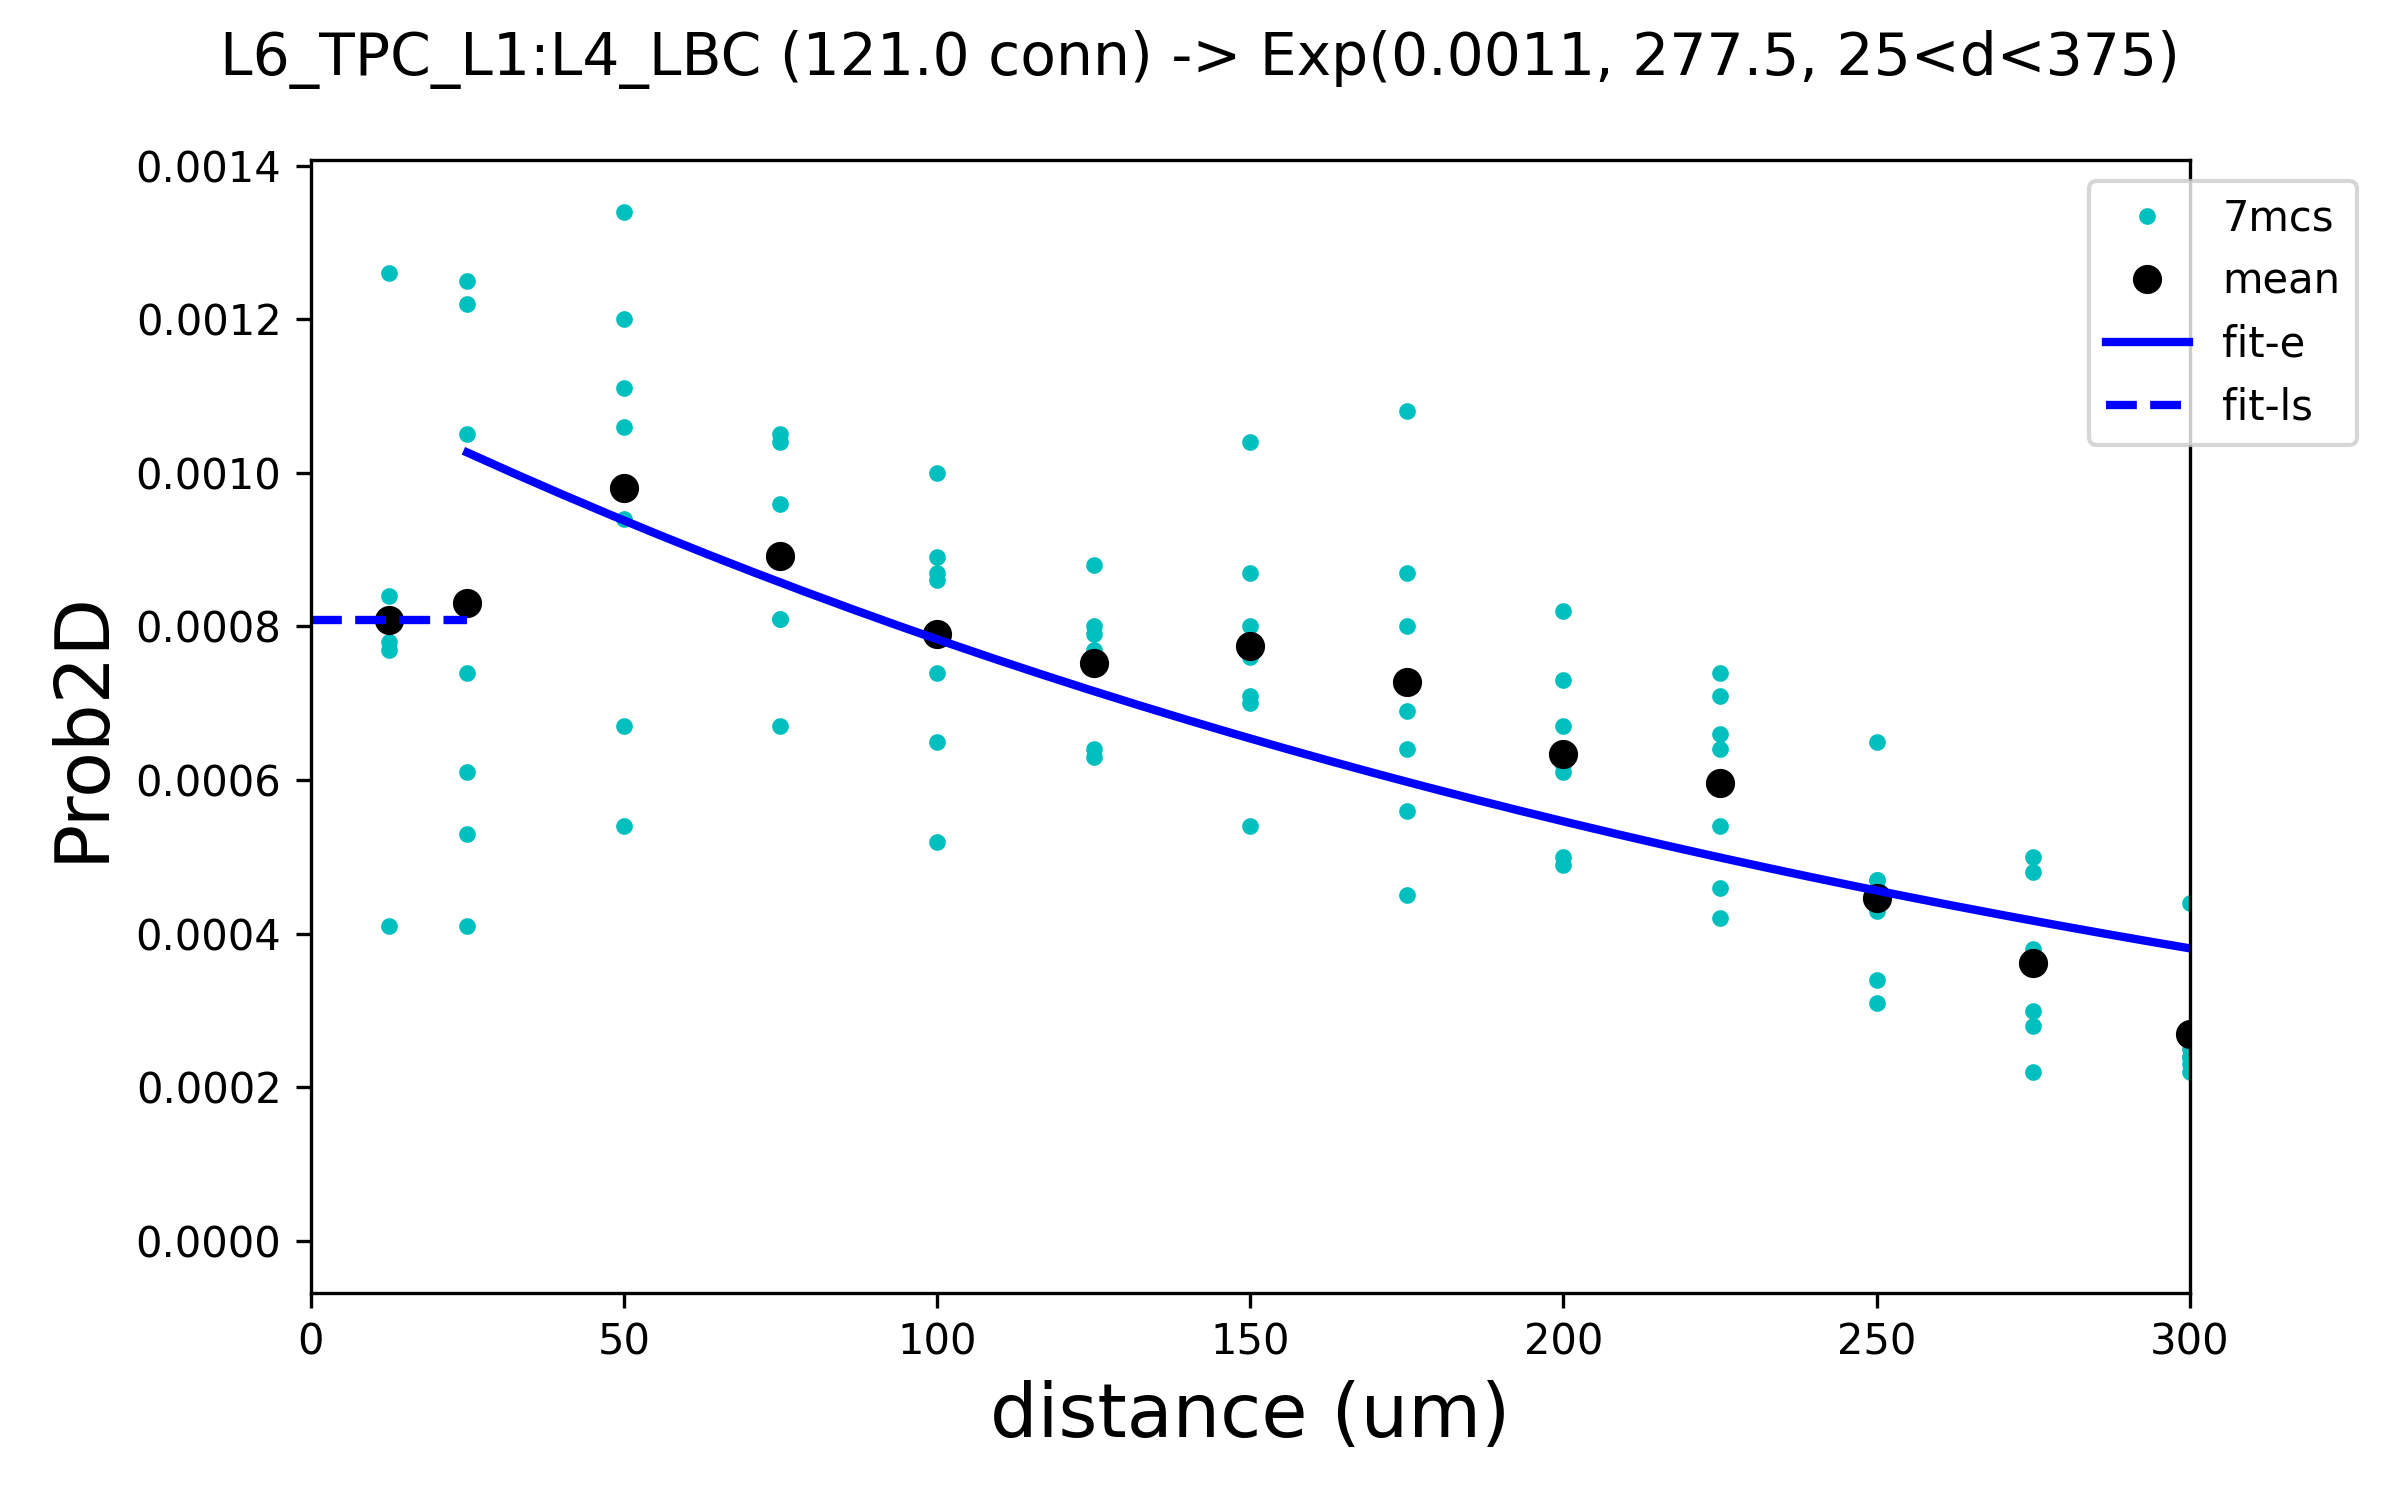 L6_TPC_L1:L4_LBC (121.0 conn) -> Exp(0.0011, 277.5, 25<d<375)
0.0014
0.0012
0.0010
0.0008
0.0006
0.0004
0.0002
0.0000
Prob2D
7mcs
mean
fit-e
fit-ls
0 50 100 150 200 250 300
distance (um)